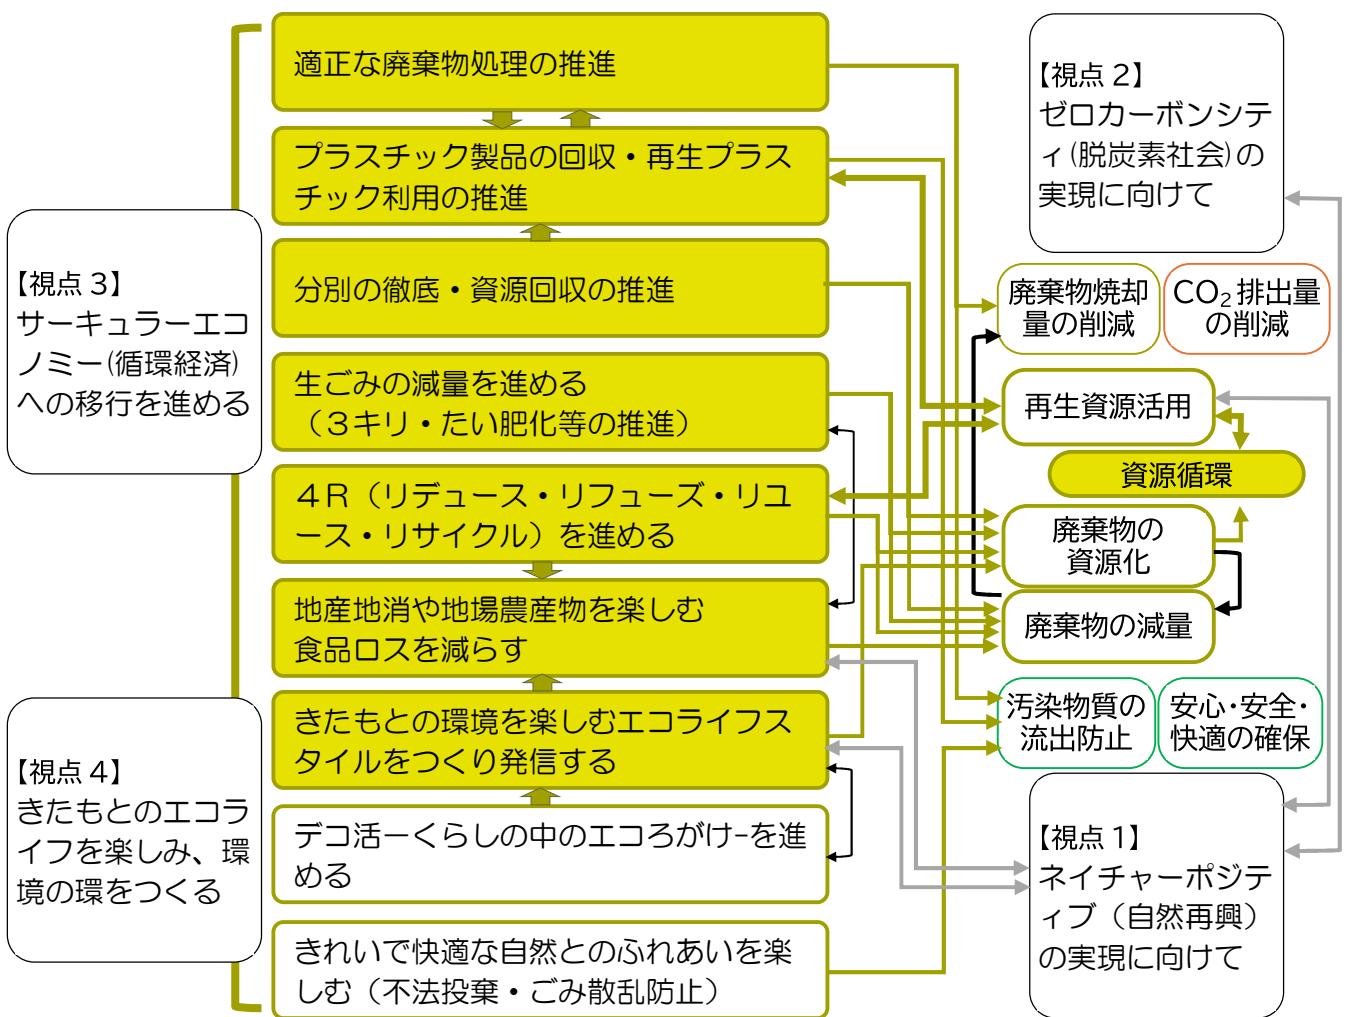 適正な廃棄物処理の推進
プラスチック製品の回収・再生プラス
チック利用の推進
分別の徹底・資源回収の推進
生ごみの減量を進める
（３キリ・たい肥化等の推進）
４Ｒ（リデュース・リフューズ・リユ
ース・リサイクル）を進める
地産地消や地場農産物を楽しむ
食品ロスを減らす
きたもとの環境を楽しむエコライフス
タイルをつくり発信する
デコ活ーくらしの中のエコろがけ-を進
める
きれいで快適な自然とのふれあいを楽
しむ（不法投棄・ごみ散乱防止）
【視点３】
サーキュラーエコ
ノミー(循環経済)
への移行を進める
【視点４】
きたもとのエコラ
イフを楽しみ、環
境の環をつくる
【視点２】
ゼロカーボンシテ
ィ(脱炭素社会)の
実現に向けて
廃棄物焼却
量の削減
CO₂排出量
の削減
再生資源活用
資源循環
廃棄物の
資源化
廃棄物の減量
汚染物質の
流出防止
安心・安全・
快適の確保
【視点１】
ネイチャーポジテ
ィブ（自然再興）
の実現に向けて